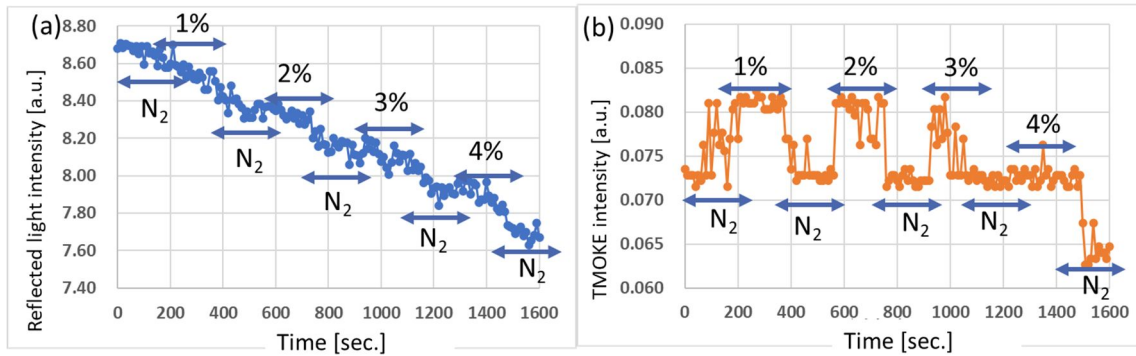 (a)
1%
2%
3%
4%
N2
N2
N2
N2
N2
8.80
8.60
8.40
8.20
8.00
7.80
7.60
7.40
Reflected light intensity [a.u.]
0 200 400 600 800 1000 1200 1400 1600
Time [sec.]
(b)
1%
2%
3%
4%
N2
N2
N2
N2
N2
0.090
0.085
0.080
0.075
0.070
0.065
0.060
TMOKE intensity [a.u]
0 200 400 600 800 1000 1200 1400 1600
Time [sec.]